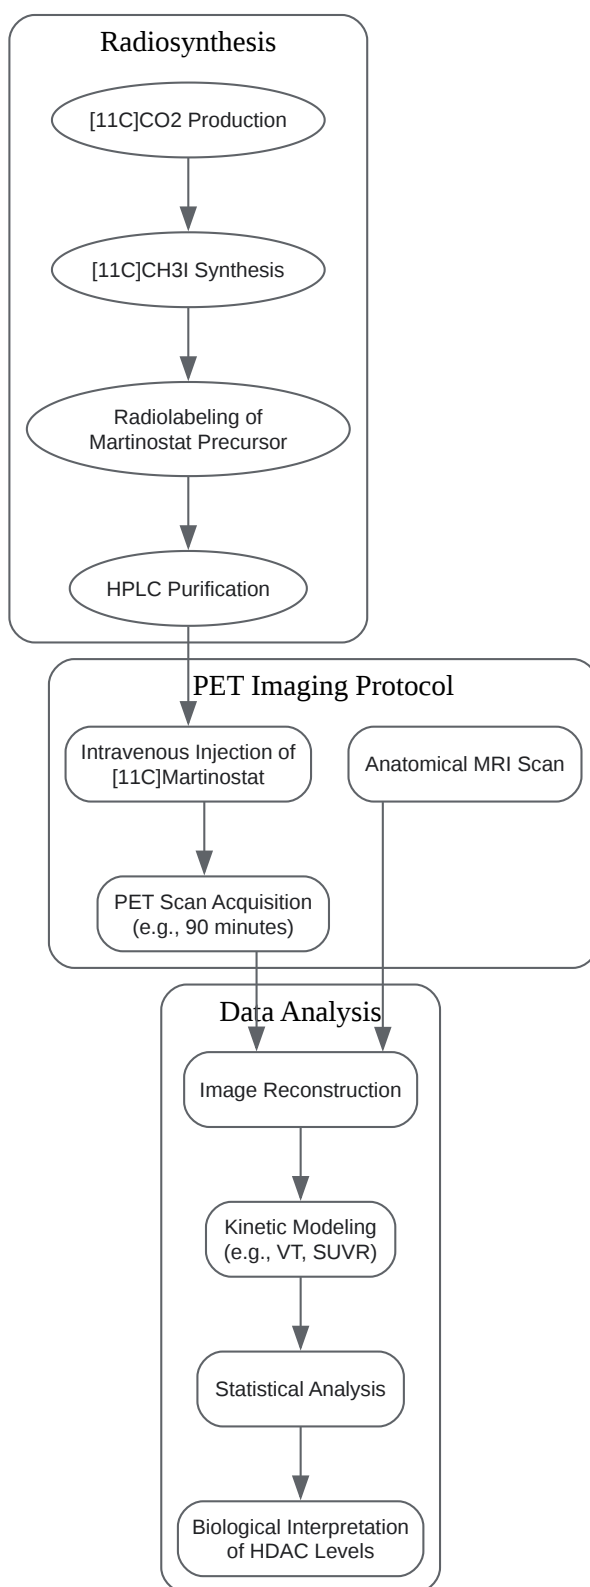 Radiosynthesis
[11C]CO2 Production
[11C]CH3I Synthesis
Radiolabeling of
Martinostat Precursor
HPLC Purification
PET Imaging Protocol
Intravenous Injection of
[11C]Martinostat
Anatomical MRI Scan
PET Scan Acquisition
(e.g., 90 minutes)
Data Analysis
Image Reconstruction
Kinetic Modeling
(e.g., VT, SUVR)
Statistical Analysis
Biological Interpretation
of HDAC Levels